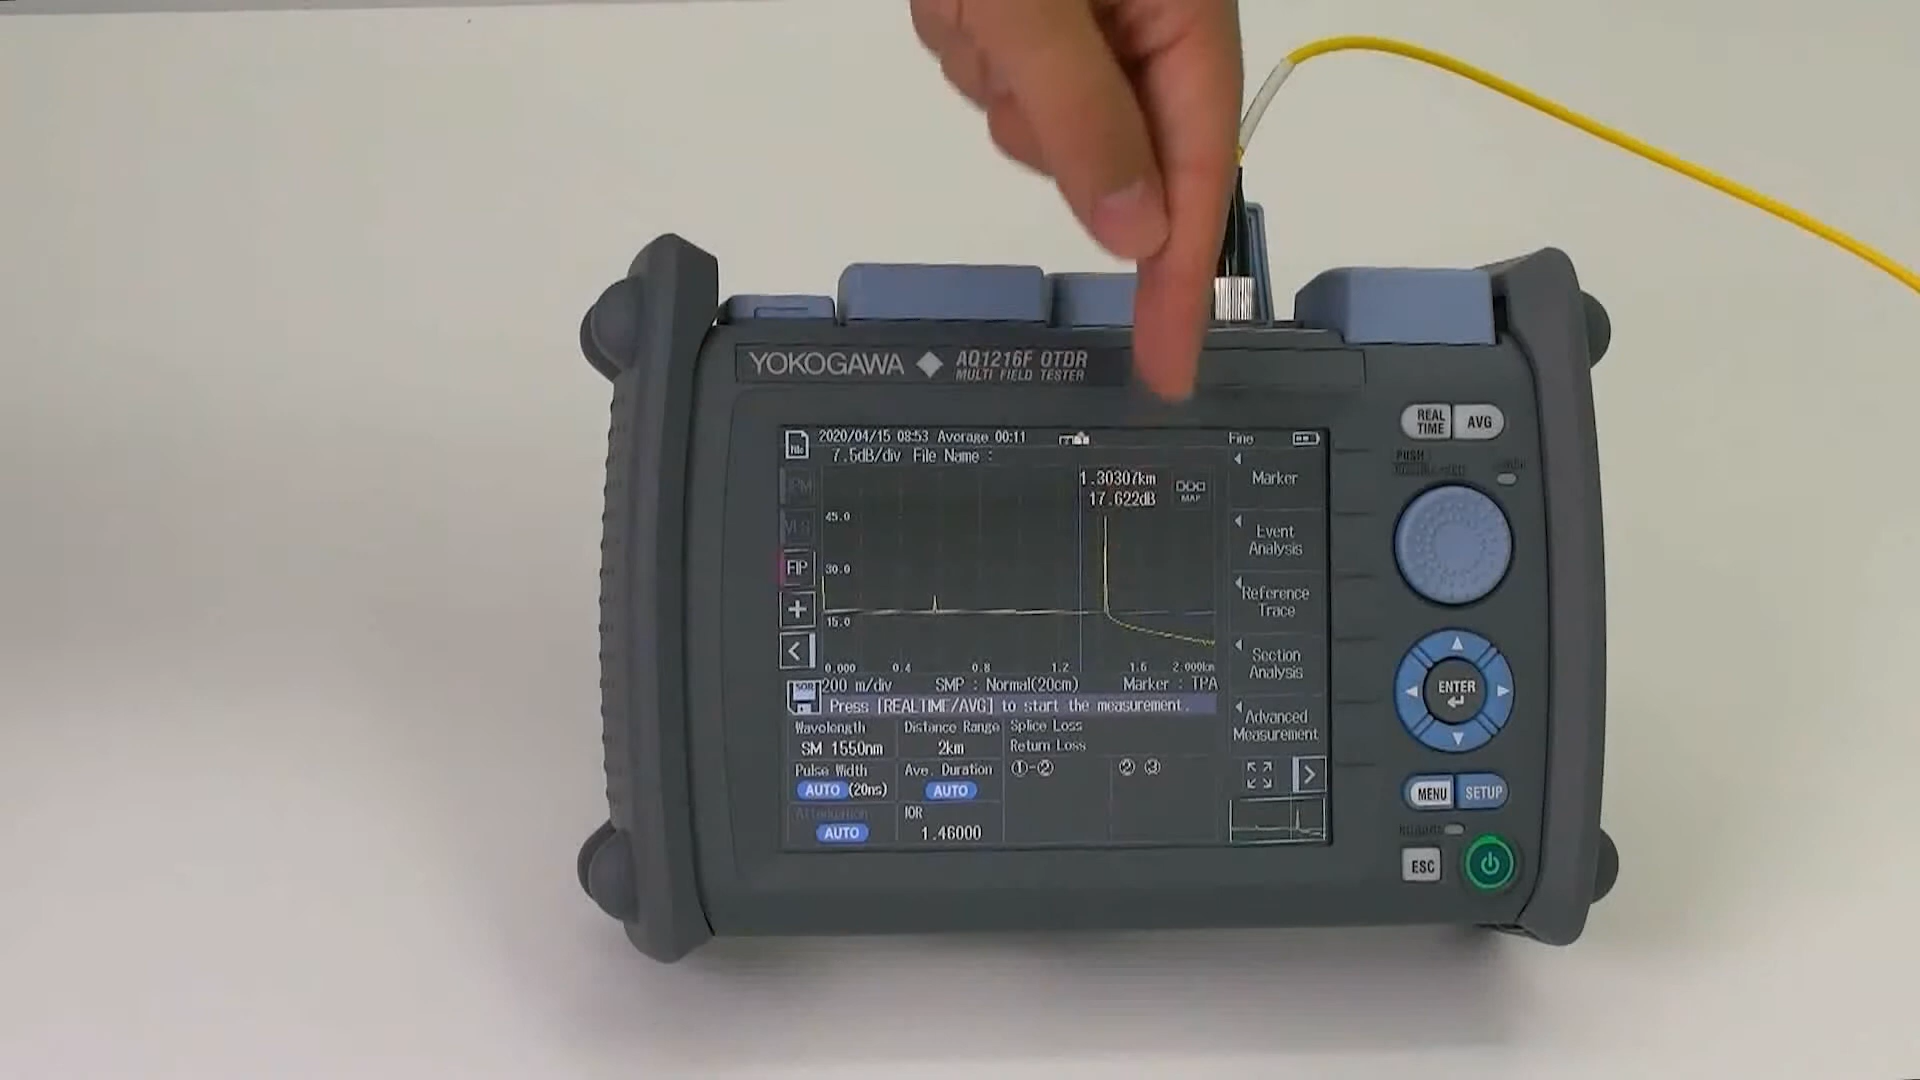 YOKOGAWA ◆ AQ1216F OTDR
MULTI FIELD TESTER
REAL TIME
AVG
PUSH
2020/04/15 08:53 Average 00:11
Fine
7.5dB/div File Name :
OPM
VLS
FIP
+
<
1.30307km
17.622dB
MAP
45.0
30.0
15.0
0.000 0.4 0.8 1.2 1.6 2.000km
200 m/div SMP : Normal(20cm) Marker : TPA
SOR
Press [REALTIME/AVG] to start the measurement.
Wavelength
SM 1550nm
Distance Range
2km
Splice Loss
Return Loss
①-②
② ③
Pulse Width
AUTO (20ns)
Ave. Duration
AUTO
Attenuation
AUTO
IOR
1.46000
Marker
Event
Analysis
Reference
Trace
Section
Analysis
Advanced
Measurement
>
ENTER
MENU
SETUP
ESC